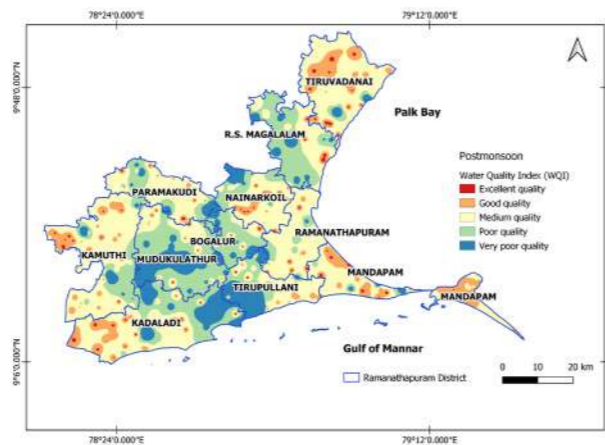 78°24'0.000"E
79°12'0.000"E
9°48'0.000"N
9°6'0.000"N
TIRUVADANAI
Palk Bay
R.S. MAGALALAM
Postmonsoon
Water Quality Index (WQI)
Excellent quality
Good quality
Medium quality
Poor quality
Very poor quality
PARAMAKUDI
NAINARKOIL
RAMANATHAPURAM
BOGALUR
KAMUTHI
MUDUKULATHUR
MANDAPAM
TIRUPULLANI
MANDAPAM
KADALADI
Gulf of Mannar
0 10 20 km
Ramanathapuram District
78°24'0.000"E
79°12'0.000"E